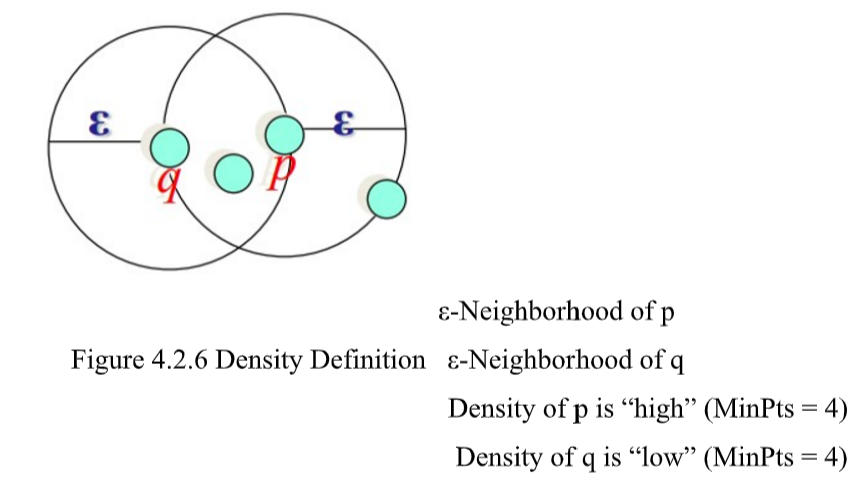 ε
ε
q
p
ε-Neighborhood of p
Figure 4.2.6 Density Definition ε-Neighborhood of q
Density of p is “high” (MinPts = 4)
Density of q is “low” (MinPts = 4)